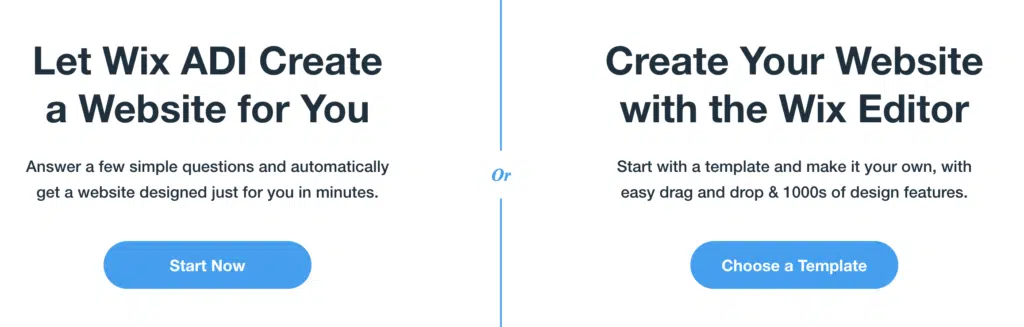 Let Wix ADI Create
a Website for You
Answer a few simple questions and automatically
get a website designed just for you in minutes.
Start Now
Or
Create Your Website
with the Wix Editor
Start with a template and make it your own, with
easy drag and drop & 1000s of design features.
Choose a Template